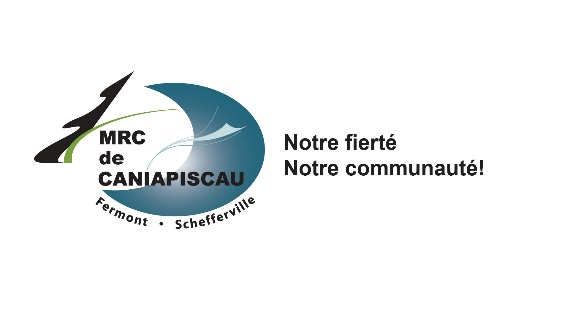 MRC
de
CANIAPISCAU
Fermont • Schefferville
Notre fierté
Notre communauté!